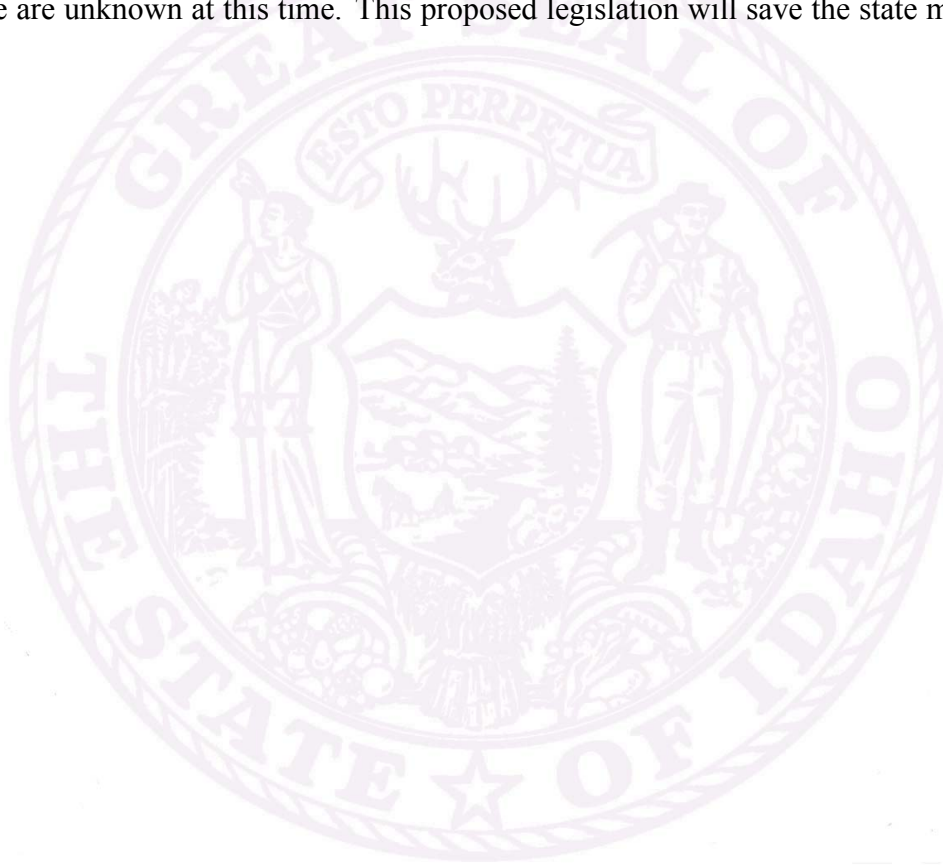 e are unknown at this time. This proposed legislation will save the state m
GREAT SEAL OF
ESTO PERPETUA
THE STATE OF IDAHO